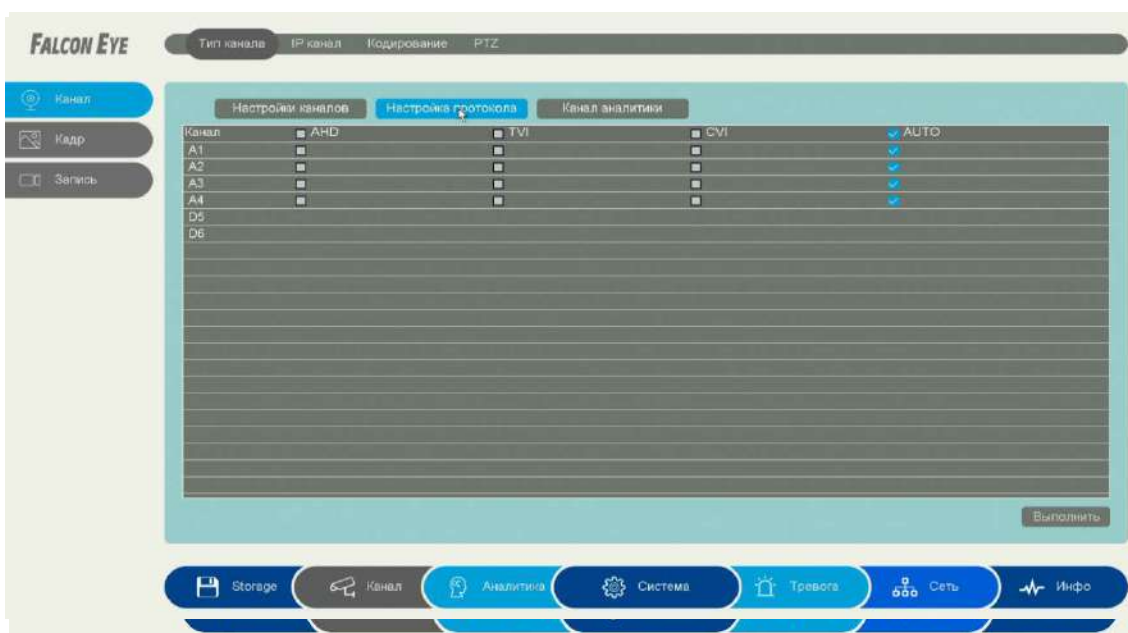 FALCON EYE
Тип канала IP канал Кодирование PTZ
Канал
Кадр
Запись
Настройки каналов Настройка протокола Канал аналитики
Канал AHD TVI CVI AUTO
A1
A2
A3
A4
D5
D6
Выполнить
Storage Канал Аналитика Система Тревога Сеть Инфо